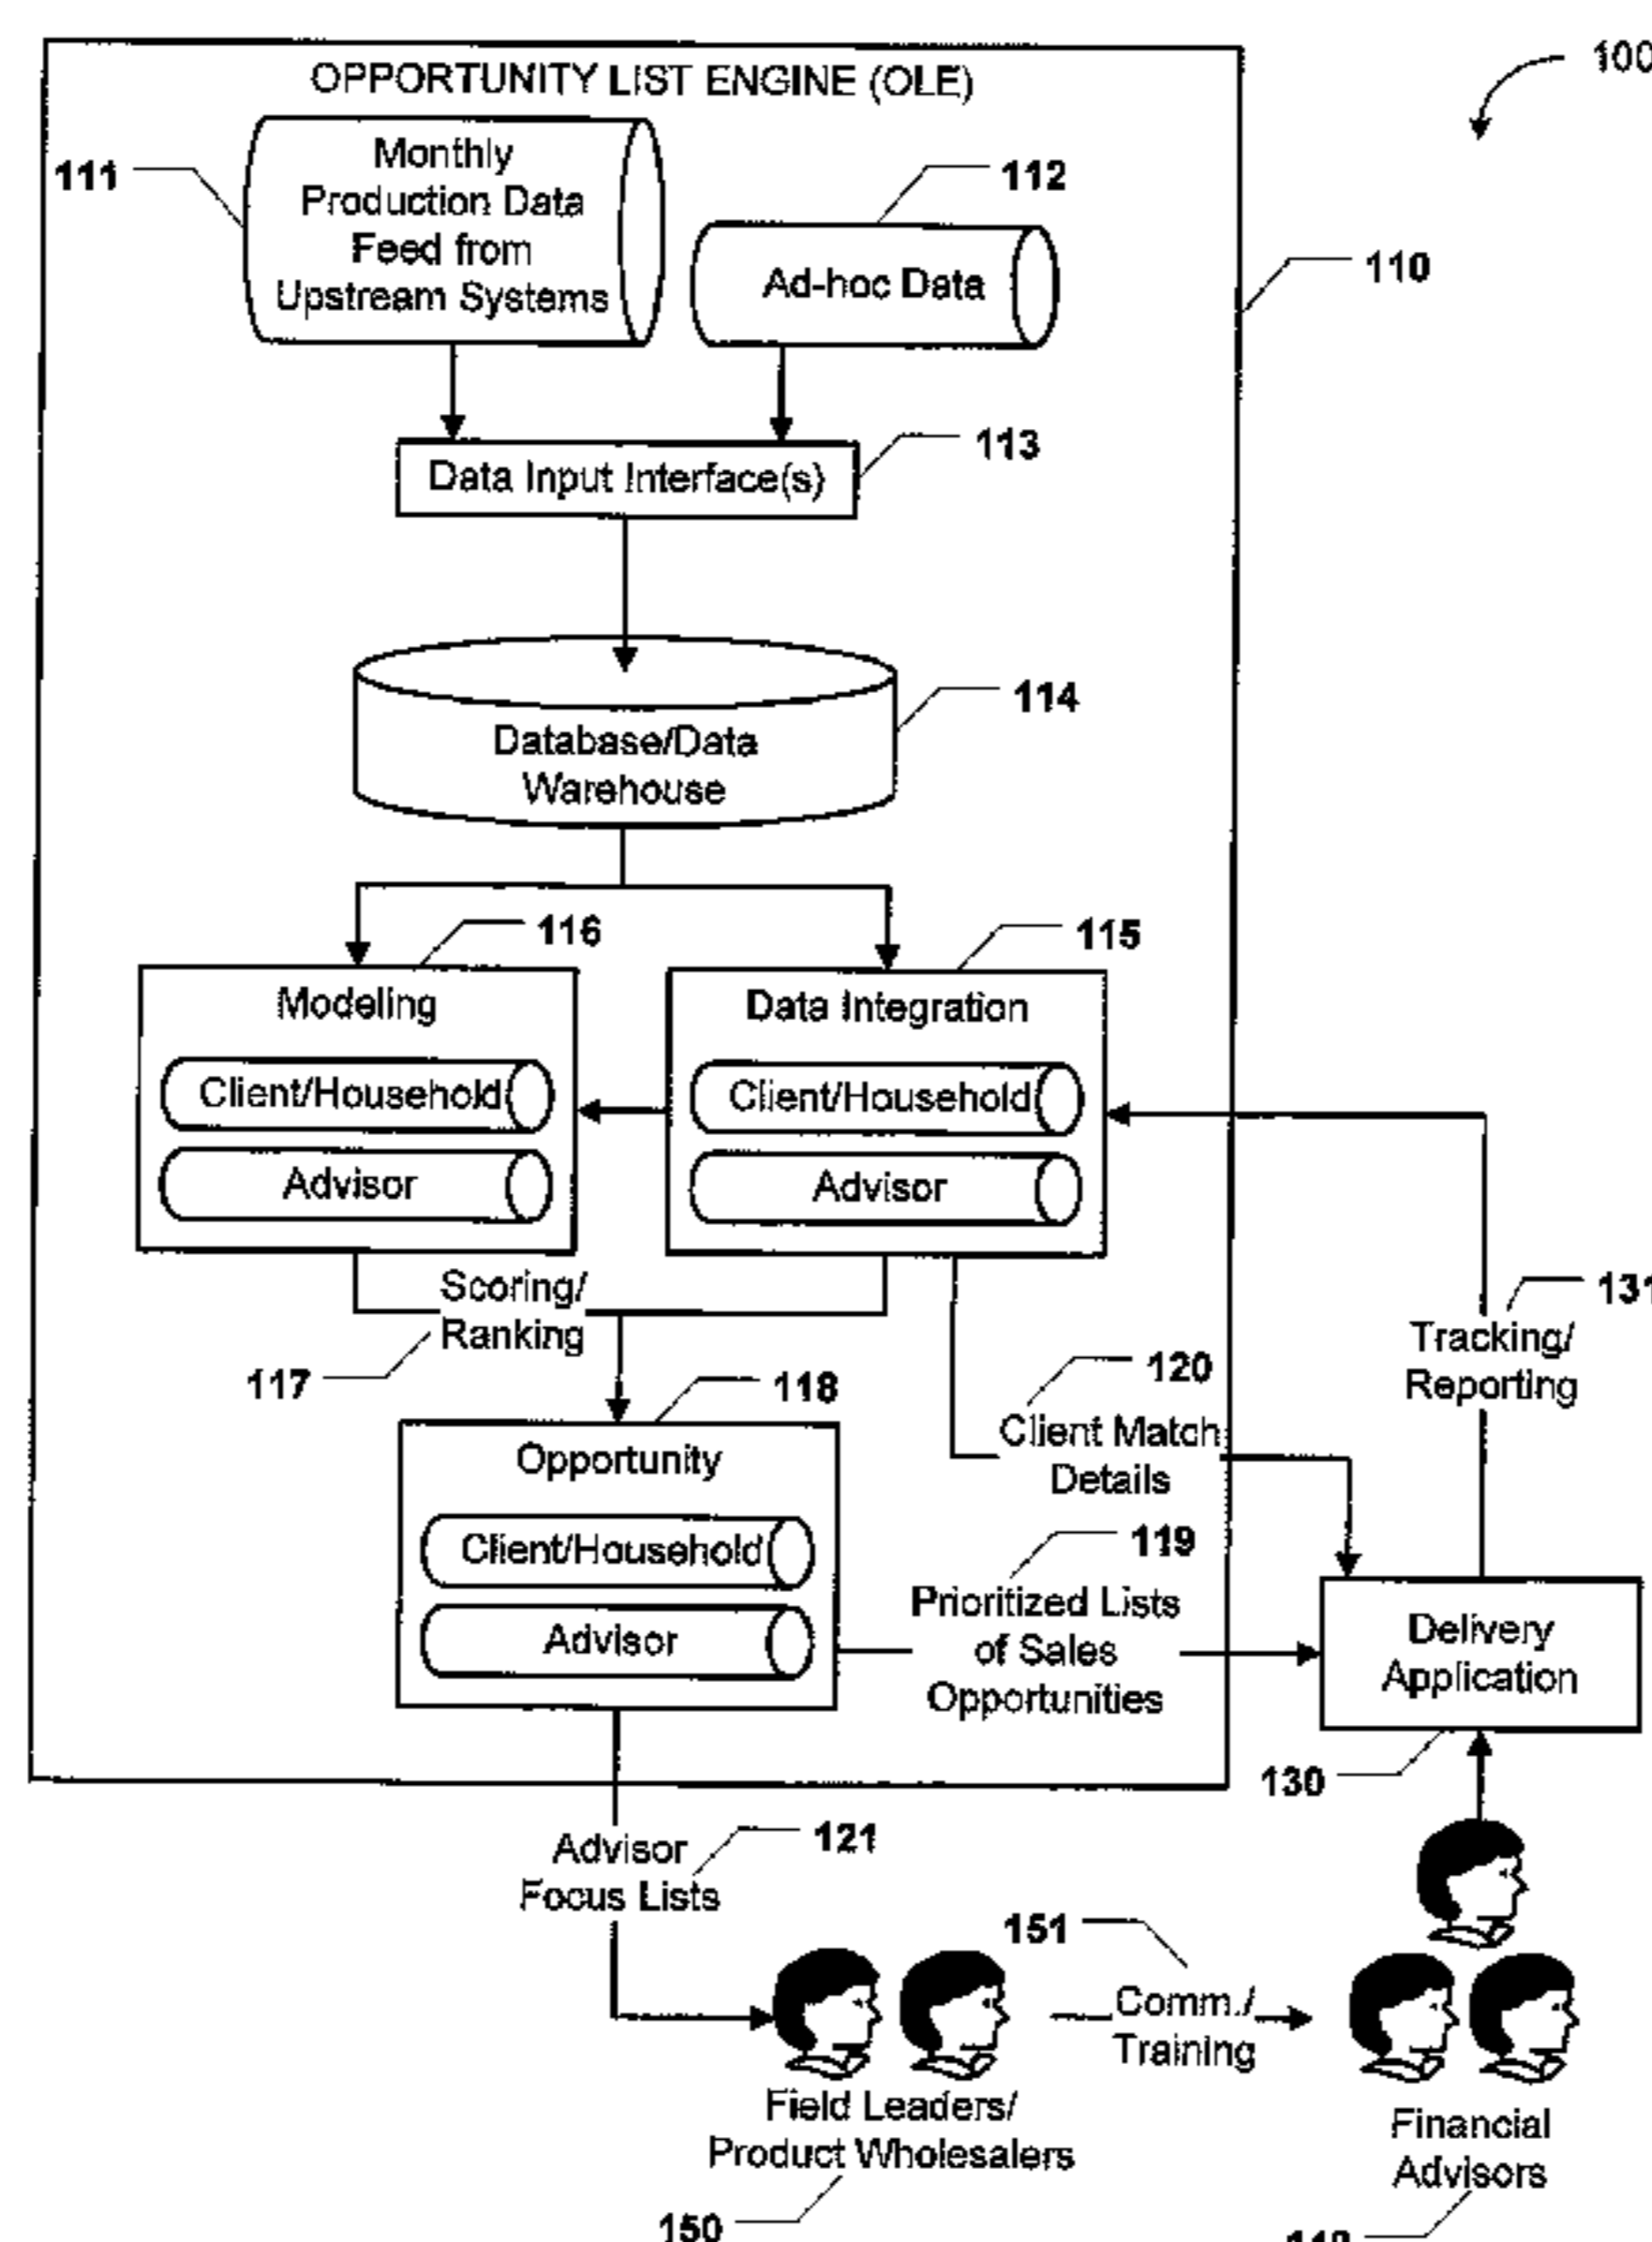 100
OPPORTUNITY LIST ENGINE (OLE)
111
Monthly
Production Data
Feed from
Upstream Systems
112
Ad-hoc Data
110
113
Data Input Interface(s)
114
Database/Data
Warehouse
116
115
Modeling
Client/Household
Advisor
Data Integration
Client/Household
Advisor
Scoring/
Ranking
117
131
Tracking/
Reporting
120
Client Match
Details
118
Opportunity
Client/Household
Advisor
119
Prioritized Lists
of Sales
Opportunities
Delivery
Application
130
Advisor
Focus Lists
121
151
Comm./
Training
Field Leaders/
Product Wholesalers
150
Financial
Advisors